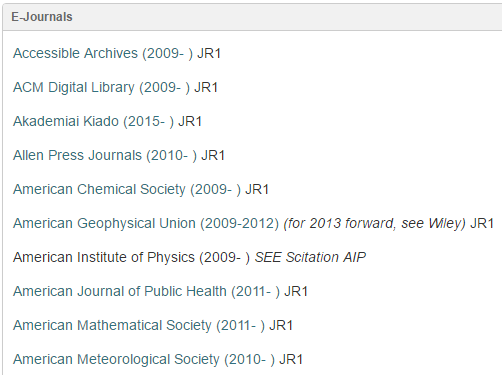 E-Journals
Accessible Archives (2009- ) JR1
ACM Digital Library (2009- ) JR1
Akademiai Kiado (2015- ) JR1
Allen Press Journals (2010- ) JR1
American Chemical Society (2009- ) JR1
American Geophysical Union (2009-2012) (for 2013 forward, see Wiley) JR1
American Institute of Physics (2009- ) SEE Scitation AIP
American Journal of Public Health (2011- ) JR1
American Mathematical Society (2011- ) JR1
American Meteorological Society (2010- ) JR1